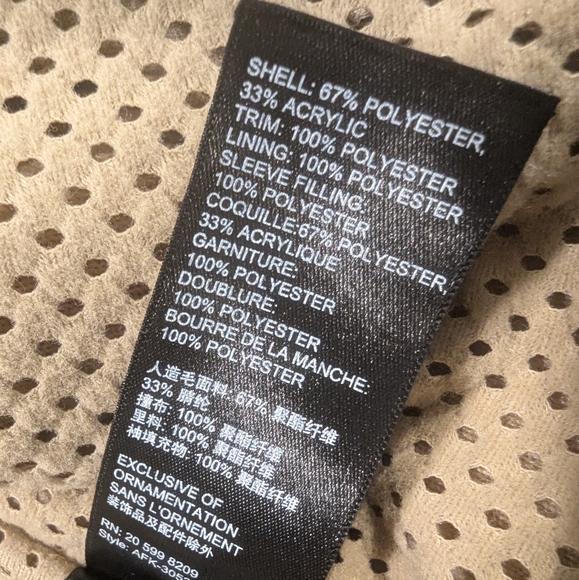 SHELL: 67% POLYESTER,
33% ACRYLIC
TRIM: 100% POLYESTER
LINING: 100% POLYESTER
SLEEVE FILLING:
100% POLYESTER
COQUILLE:67% POLYESTER,
33% ACRYLIQUE
GARNITURE:
100% POLYESTER
DOUBLURE:
100% POLYESTER
BOURRE DE LA MANCHE:
100% POLYESTER
人造毛面料: 67% 聚酯纤维
33% 腈纶
撞布: 100% 聚酯纤维
里料: 100% 聚酯纤维
袖填充物: 100% 聚酯纤维
EXCLUSIVE OF
ORNAMENTATION
SANS L'ORNEMENT
装饰品及配件除外
RN: 20 599 8209
Style: